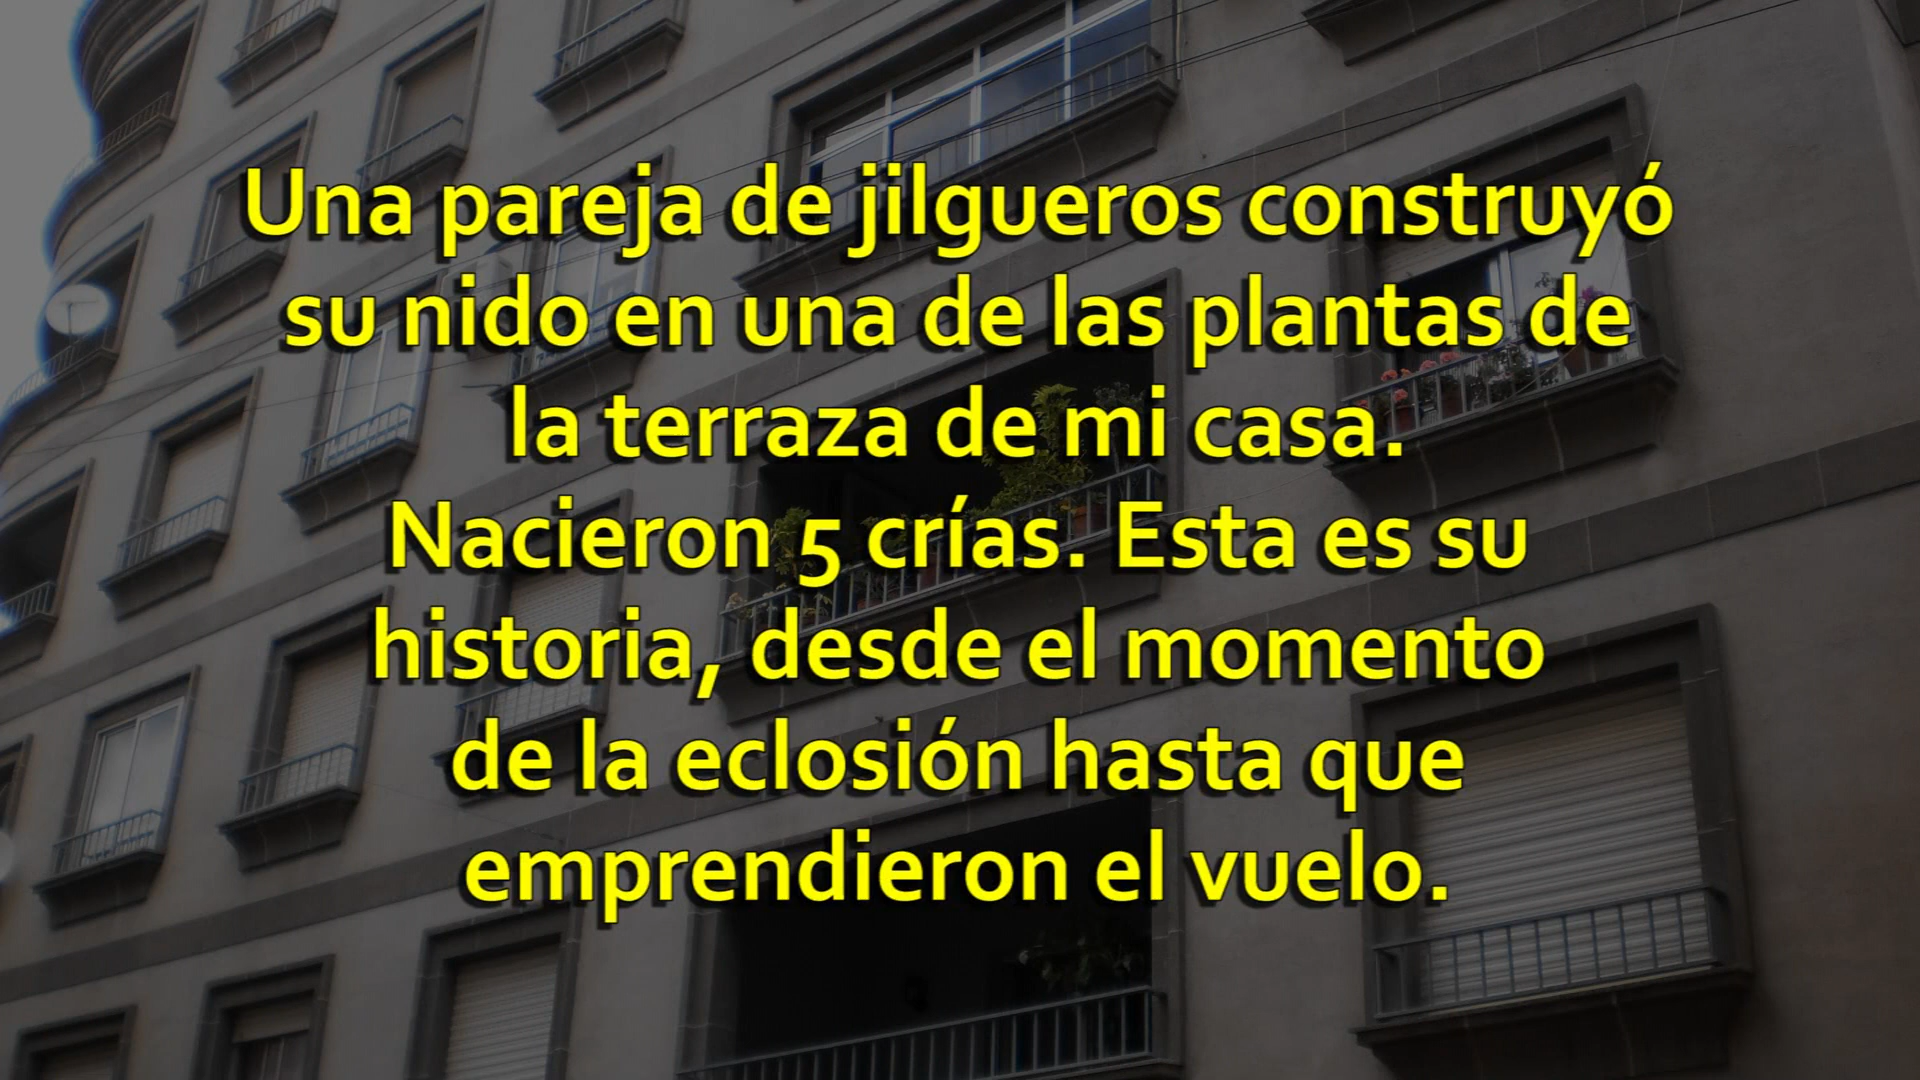 Una pareja de jilgueros construyó
su nido en una de las plantas de
la terraza de mi casa.
Nacieron 5 crías. Esta es su
historia, desde el momento
de la eclosión hasta que
emprendieron el vuelo.